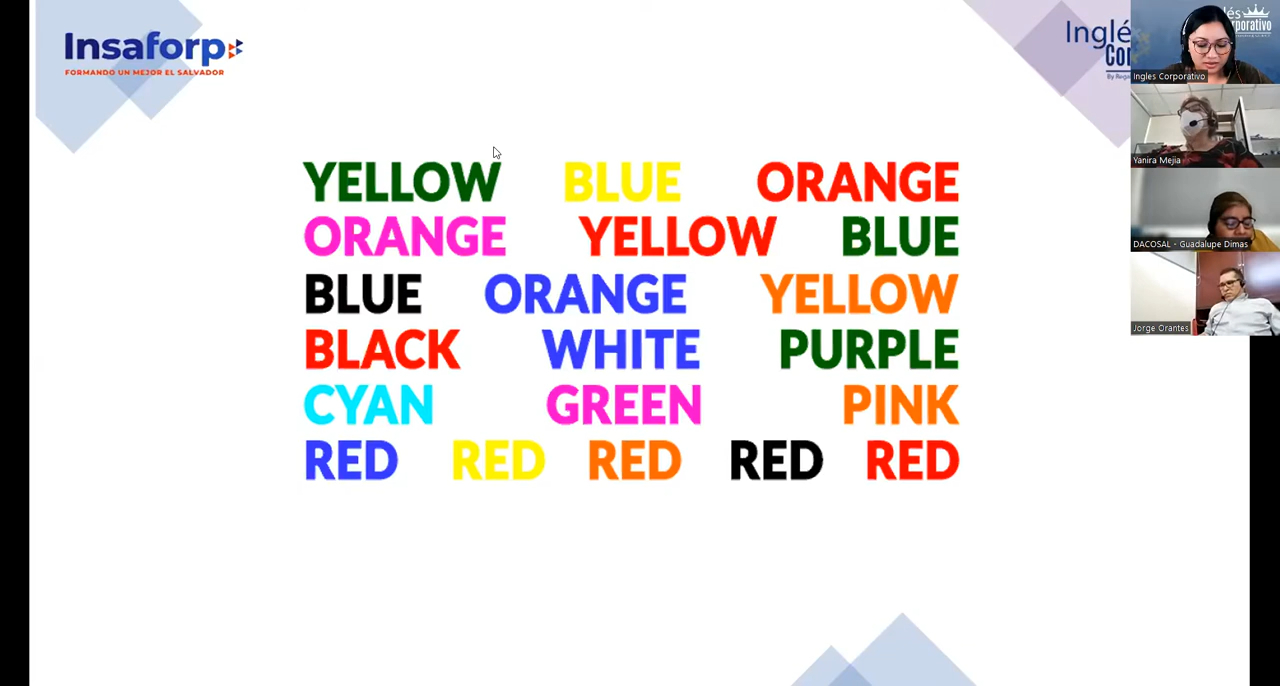 Insaforp
FORMANDO UN MEJOR EL SALVADOR
YELLOW BLUE ORANGE
ORANGE YELLOW BLUE
BLUE ORANGE YELLOW
BLACK WHITE PURPLE
CYAN GREEN PINK
RED RED RED RED RED
Ingles Corporativo
Yanira Mejia
DACOSAL - Guadalupe Dimas
Jorge Orantes